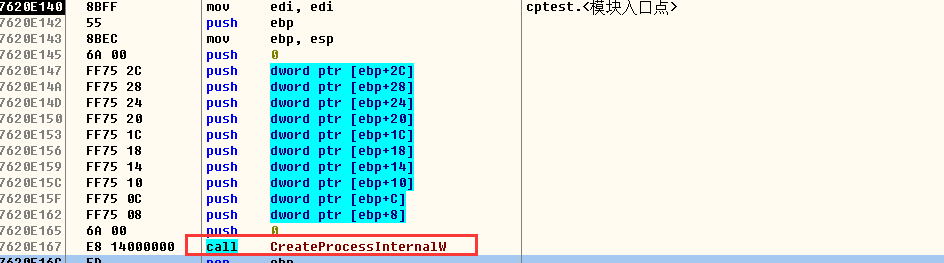 7620E140 8BFF mov edi, edi cptest.<模块入口点>
7620E142 55 push ebp
7620E143 8BEC mov ebp, esp
7620E145 6A 00 push 0
7620E147 FF75 2C push dword ptr [ebp+2C]
7620E14A FF75 28 push dword ptr [ebp+28]
7620E14D FF75 24 push dword ptr [ebp+24]
7620E150 FF75 20 push dword ptr [ebp+20]
7620E153 FF75 1C push dword ptr [ebp+1C]
7620E156 FF75 18 push dword ptr [ebp+18]
7620E159 FF75 14 push dword ptr [ebp+14]
7620E15C FF75 10 push dword ptr [ebp+10]
7620E15F FF75 0C push dword ptr [ebp+C]
7620E162 FF75 08 push dword ptr [ebp+8]
7620E165 6A 00 push 0
7620E167 E8 14000000 call CreateProcessInternalW
7620E16C 5D pop ebp